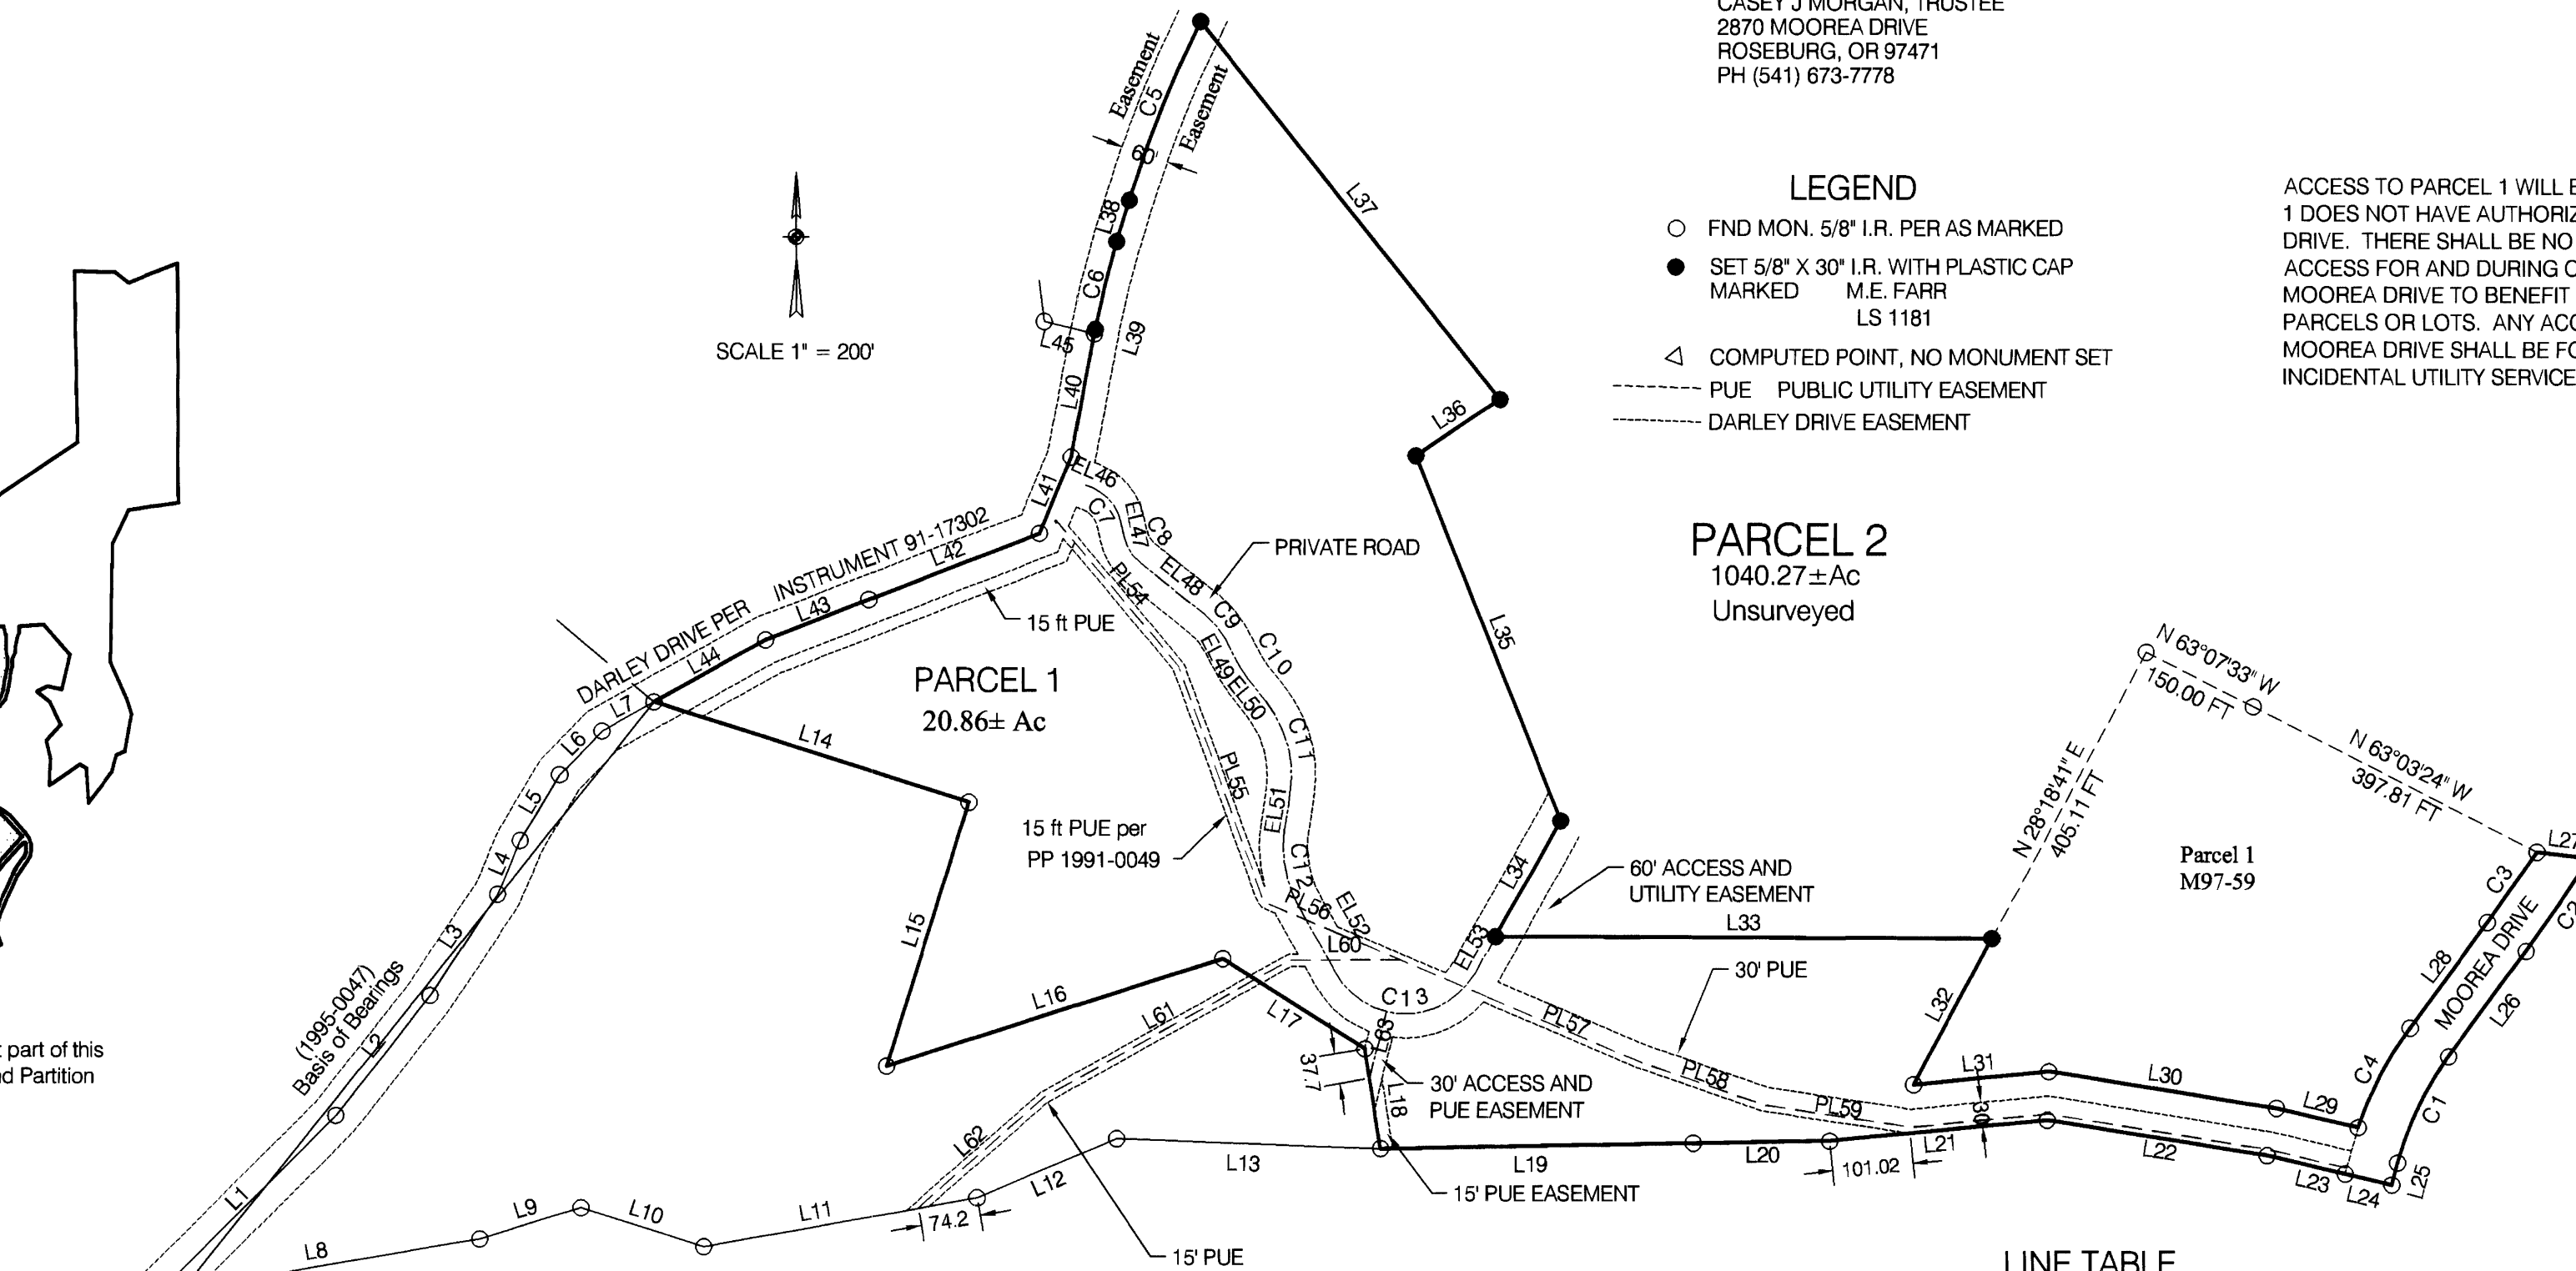 CASEY J MORGAN, TRUSTEE
2870 MOOREA DRIVE
ROSEBURG, OR 97471
PH (541) 673-7778
LEGEND
FND MON. 5/8" I.R. PER AS MARKED
SET 5/8" X 30" I.R. WITH PLASTIC CAP
MARKED M.E. FARR
LS 1181
COMPUTED POINT, NO MONUMENT SET
PUE PUBLIC UTILITY EASEMENT
DARLEY DRIVE EASEMENT
ACCESS TO PARCEL 1 WILL
1 DOES NOT HAVE
DRIVE. THERE SHALL BE NO
ACCESS FOR AND DURING
MOOREA DRIVE TO BENEFIT
PARCELS OR LOTS. ANY
MOOREA DRIVE SHALL BE
INCIDENTAL UTILITY SERVICE
SCALE 1" = 200'
Easement
C5
Easement
60'
L38
C6
L45
L39
L40
L41
L37
L36
L35
EL46
C7
EL47
C8
EL48
PRIVATE ROAD
C9
C10
EL49
EL50
C11
EL51
C12
EL52
EL53
C13
PL54
PL55
PL56
DARLEY DRIVE PER INSTRUMENT 91-17302
L42
L43
L44
15 ft PUE
PARCEL 1
20.86± Ac
PARCEL 2
1040.27±Ac
Unsurveyed
L7
L6
L5
L4
L3
L2
L1
(1995-0047)
Basis of Bearings
L14
L15
L16
L17
15 ft PUE per
PP 1991-0049
L60
L61
L62
L63
L18
37.7
L34
60' ACCESS AND
UTILITY EASEMENT
L33
30' PUE
L32
PL57
PL58
PL59
30' ACCESS AND
PUE EASEMENT
15' PUE EASEMENT
15' PUE
L8
L9
L10
L11
74.2
L12
L13
L19
L20
101.02
L21
30'
L31
L30
L29
L22
L23
L24
L25
C1
C4
L28
MOOREA DRIVE
L26
C3
C2
L27
N 63°07'33" W
150.00 FT
N 63°03'24" W
397.81 FT
N 28°18'41" E
405.11 FT
Parcel 1
M97-59
part of this
Partition
LINE TABLE